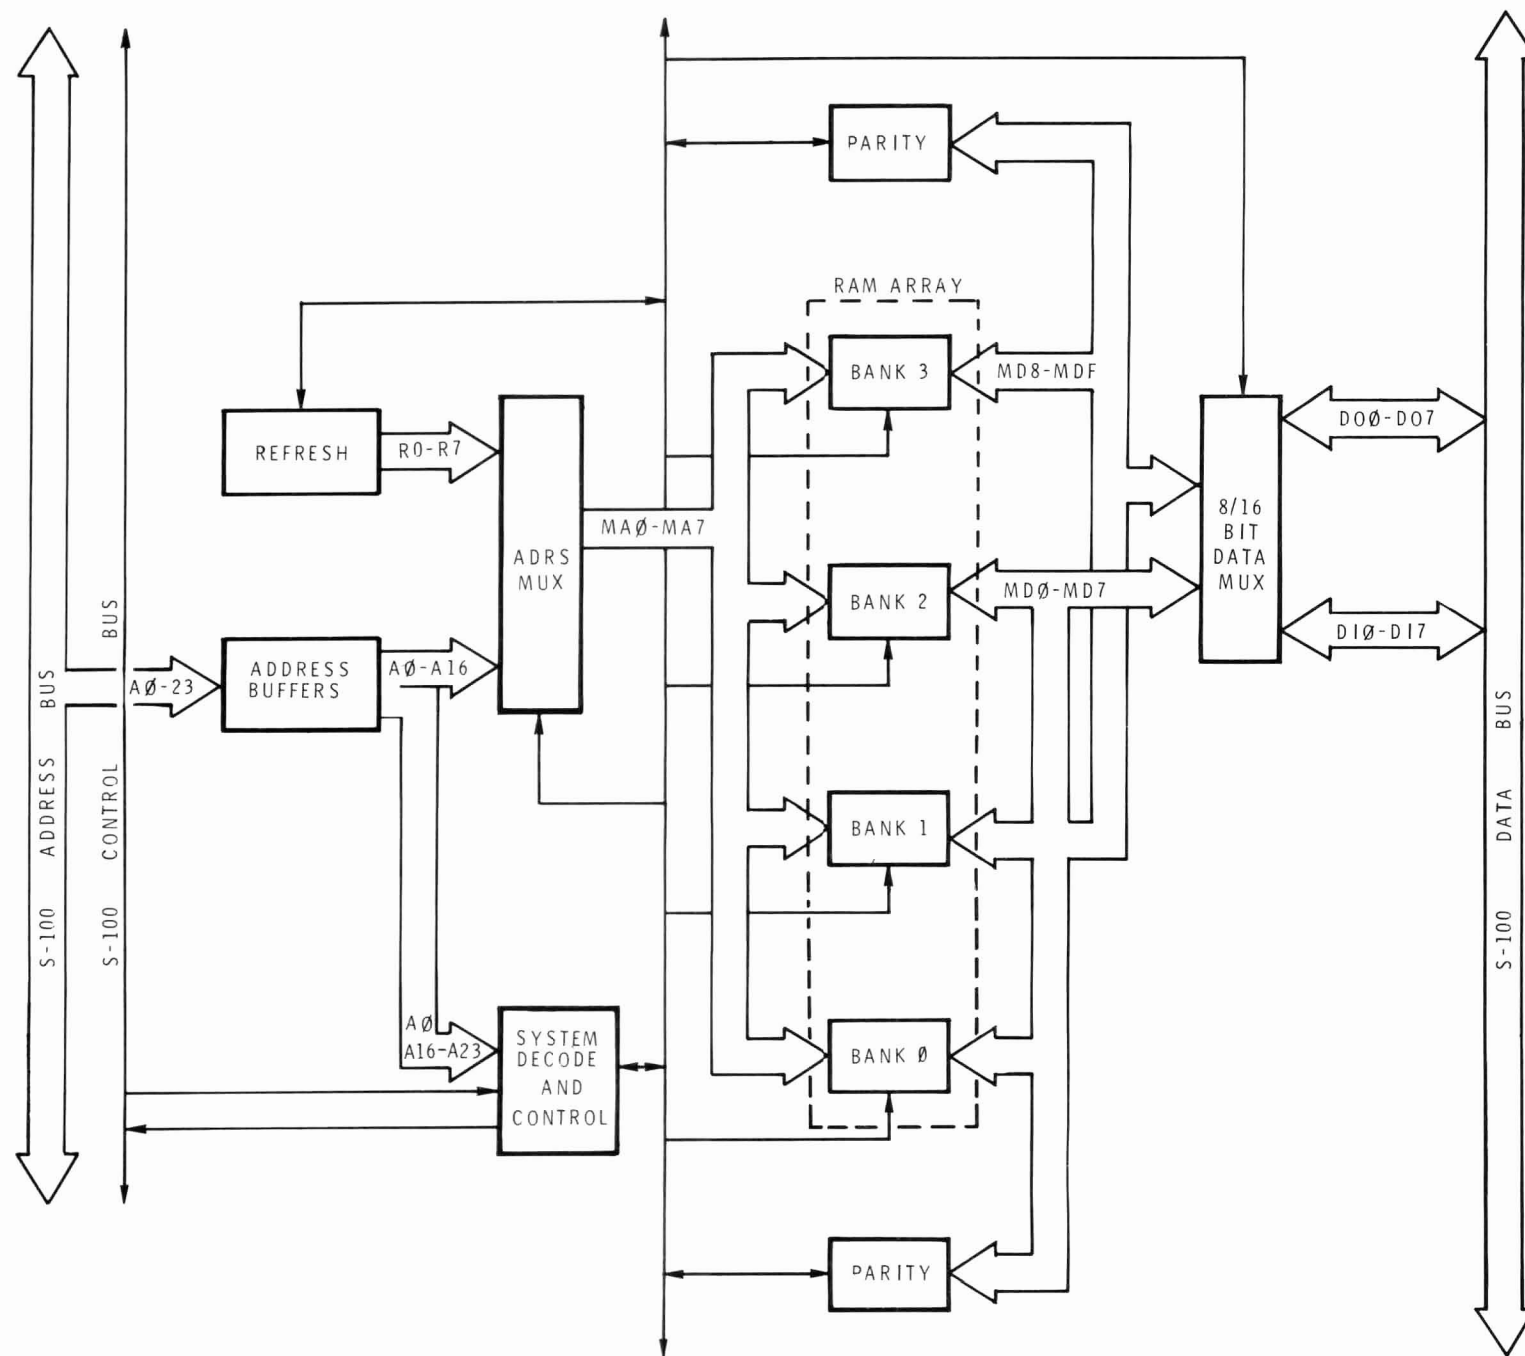 PARITY
RAM ARRAY
BANK 3
MD8-MDF
REFRESH
R0-R7
DOØ-DO7
MAØ-MA7
ADRS
MUX
8/16
BIT
DATA
MUX
BANK 2
MDØ-MD7
DIØ-DI7
AØ-23
ADDRESS
BUFFERS
AØ-A16
S-100 ADDRESS BUS
S-100 CONTROL BUS
S-100 DATA BUS
BANK 1
AØ
A16-A23
SYSTEM
DECODE
AND
CONTROL
BANK Ø
PARITY